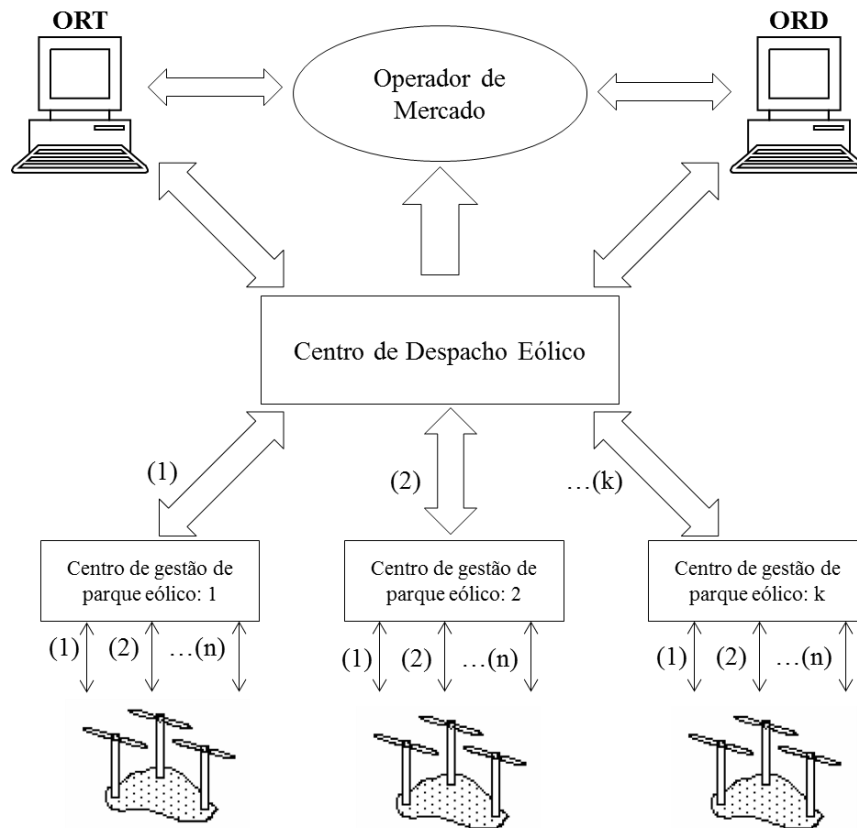 ORT
ORD
Operador de
Mercado
Centro de Despacho Eólico
(1)
(2)
…(k)
Centro de gestão de
parque eólico: 1
Centro de gestão de
parque eólico: 2
Centro de gestão de
parque eólico: k
(1) (2) …(n)
(1) (2) …(n)
(1) (2) …(n)